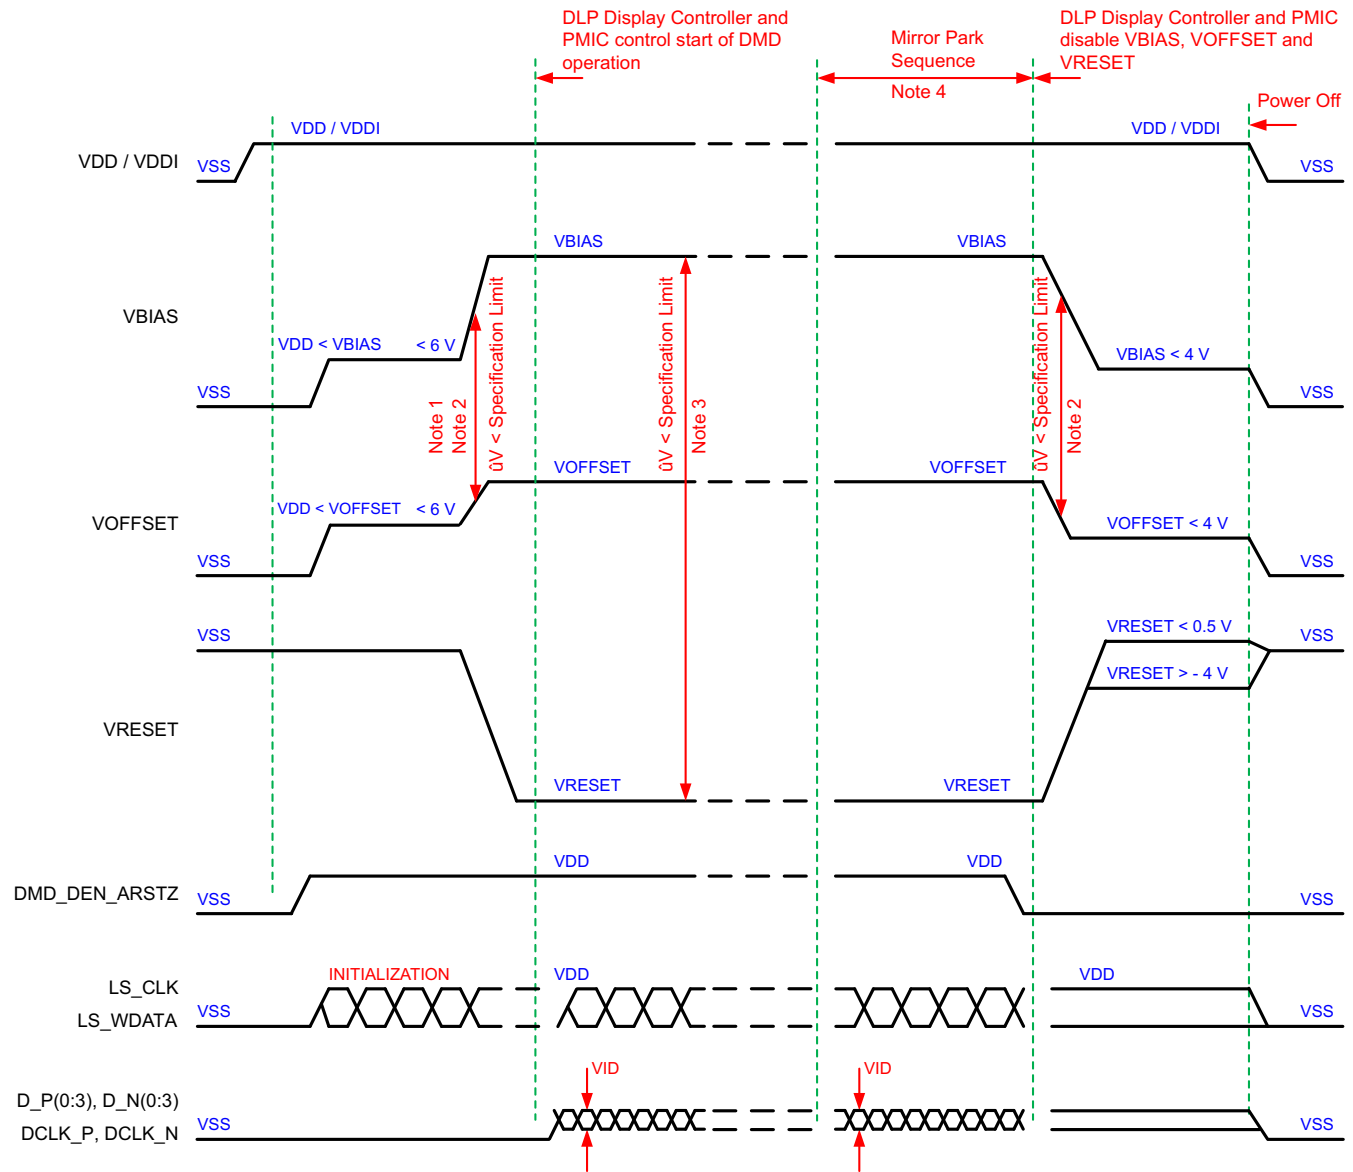 DLP Display Controller and
PMIC control start of DMD
operation
Mirror Park
Sequence
Note 4
DLP Display Controller and PMIC
disable VBIAS, VOFFSET and
VRESET
Power Off
VDD / VDDI
VSS
VDD / VDDI
VDD / VDDI
VSS
VBIAS
VSS
VDD < VBIAS
< 6 V
VBIAS
VBIAS
VBIAS < 4 V
VSS
Note 1
Note 2
ûV < Specification Limit
ûV < Specification Limit
Note 3
ûV < Specification Limit
Note 2
VOFFSET
VSS
VDD < VOFFSET
< 6 V
VOFFSET
VOFFSET
VOFFSET < 4 V
VSS
VRESET
VSS
VRESET
VRESET
VRESET < 0.5 V
VRESET > - 4 V
VSS
DMD_DEN_ARSTZ
VSS
VDD
VDD
VSS
LS_CLK
LS_WDATA
VSS
INITIALIZATION
VDD
VDD
VSS
D_P(0:3), D_N(0:3)
DCLK_P, DCLK_N
VSS
VID
VID
VSS